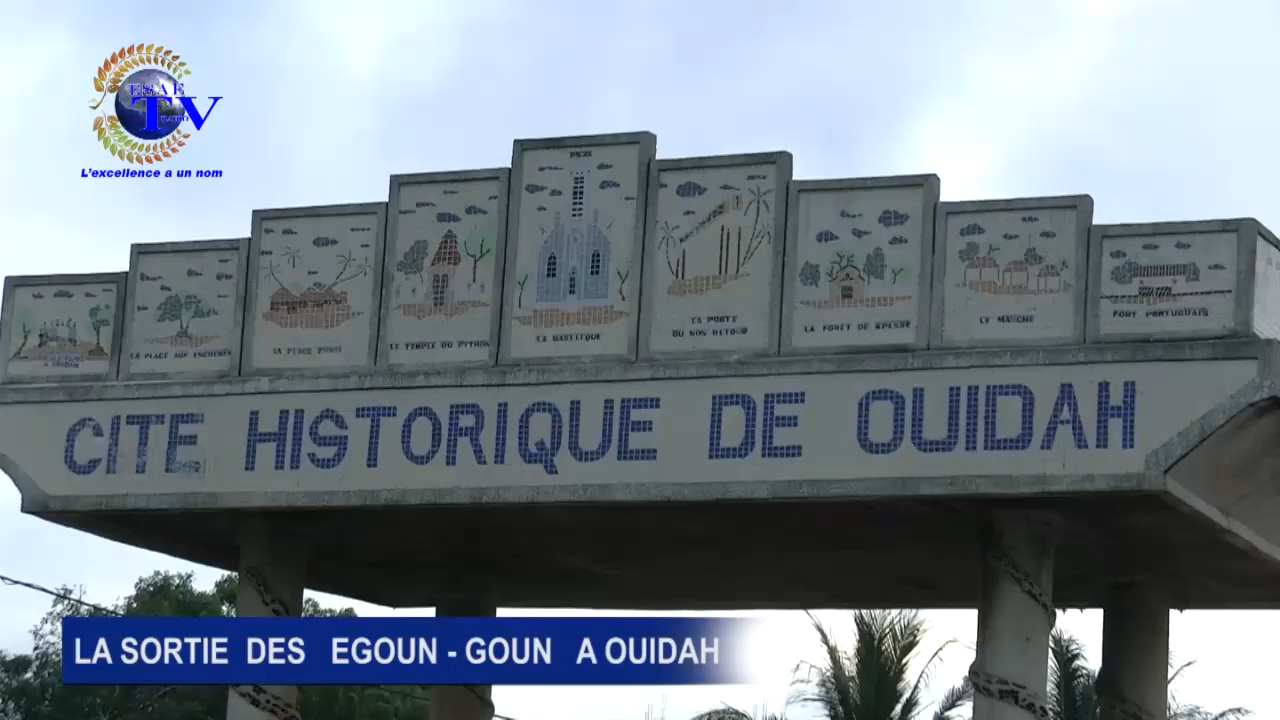 ESAE
TV
L'excellence a un nom
LA PLACE AUX ENCHERES
LA PLACE ZOMAI
LE TEMPLE DU PYTHON
LA BASILIQUE
LA PORTE
DU NON RETOUR
LA FORET DE KPASSE
LE MARCHE
FORT PORTUGAIS
CITE HISTORIQUE DE OUIDAH
LA SORTIE DES EGOUN - GOUN A OUIDAH